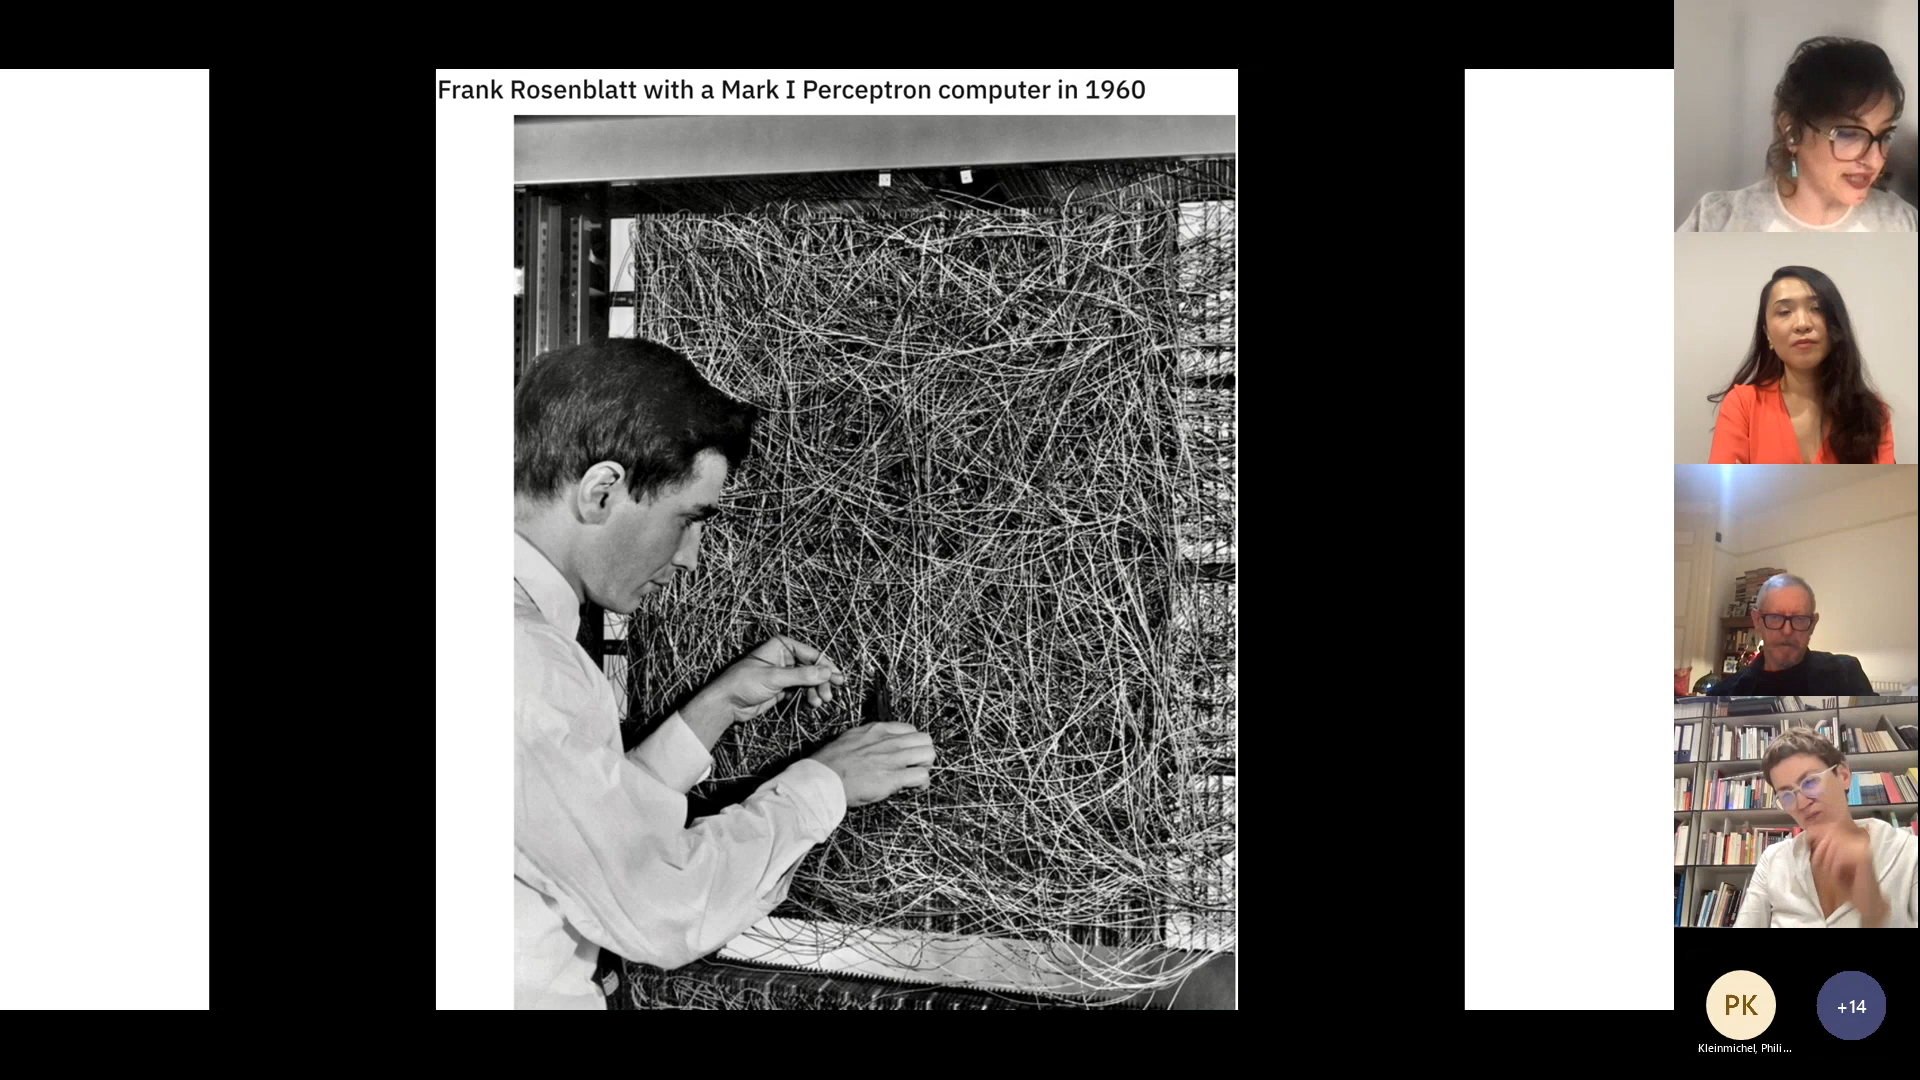 Frank Rosenblatt with a Mark I Perceptron computer in 1960
PK
+14
Kleinmichel, Phili...